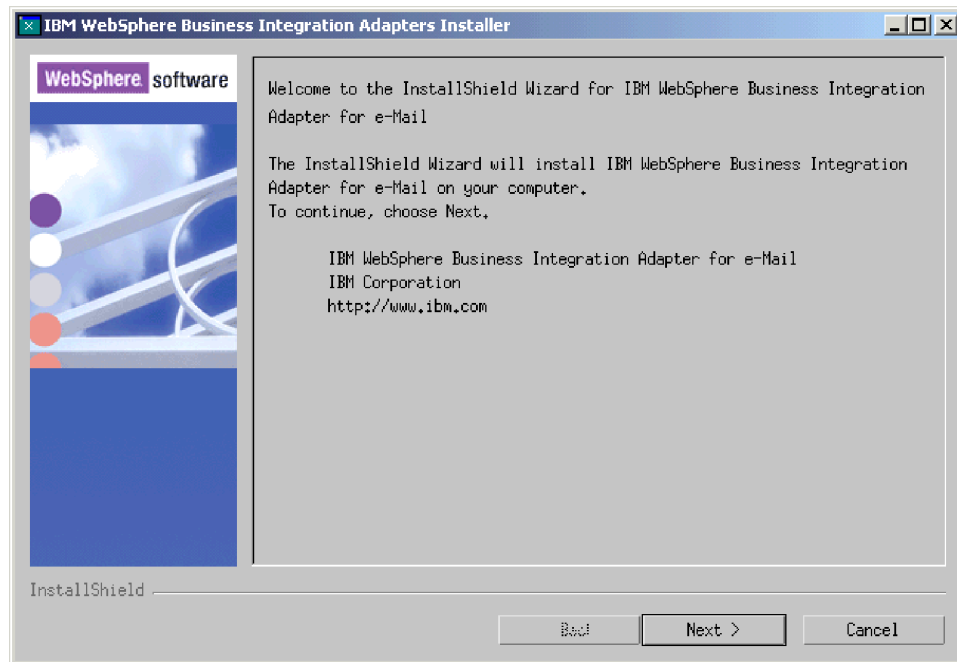 IBM WebSphere Business Integration Adapters Installer
WebSphere software
Welcome to the InstallShield Wizard for IBM WebSphere Business Integration
Adapter for e-Mail
The InstallShield Wizard will install IBM WebSphere Business Integration
Adapter for e-Mail on your computer.
To continue, choose Next.
IBM WebSphere Business Integration Adapter for e-Mail
IBM Corporation
http://www.ibm.com
InstallShield
Next >
Cancel